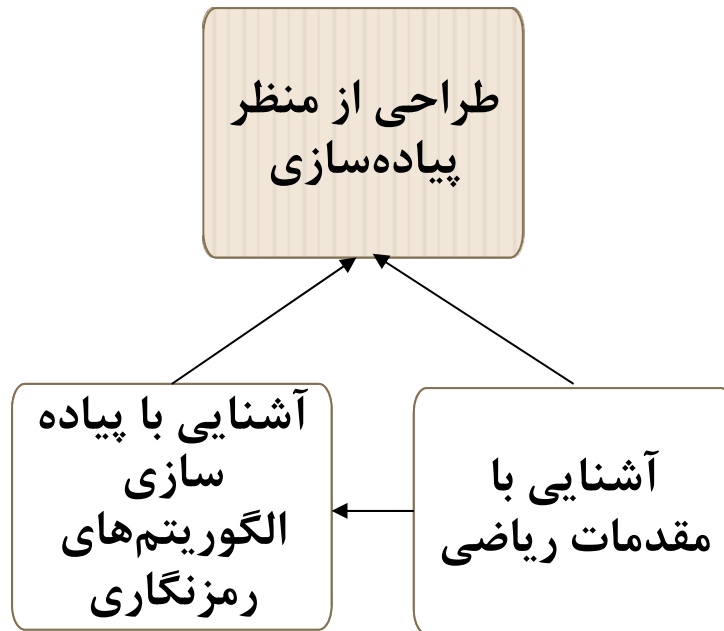 طراحی از منظر
پیاده‌سازی
آشنایی با
مقدمات ریاضی
آشنایی با پیاده
سازی
الگوریتم‌های
رمزنگاری